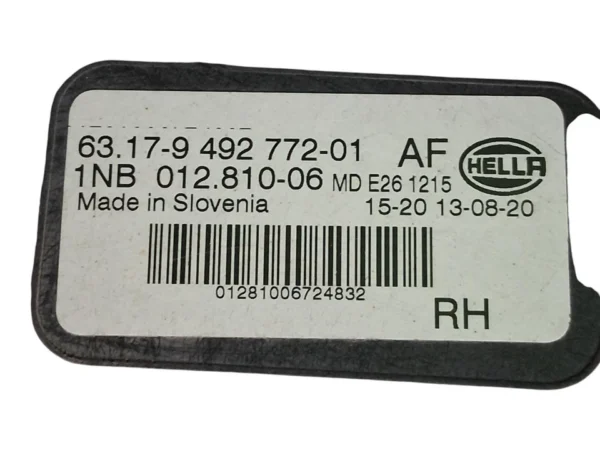 63.17-9 492 772-01 AF HELLA
1NB 012.810-06 MD E26 1215
Made in Slovenia 15-20 13-08-20
01281006724832
RH